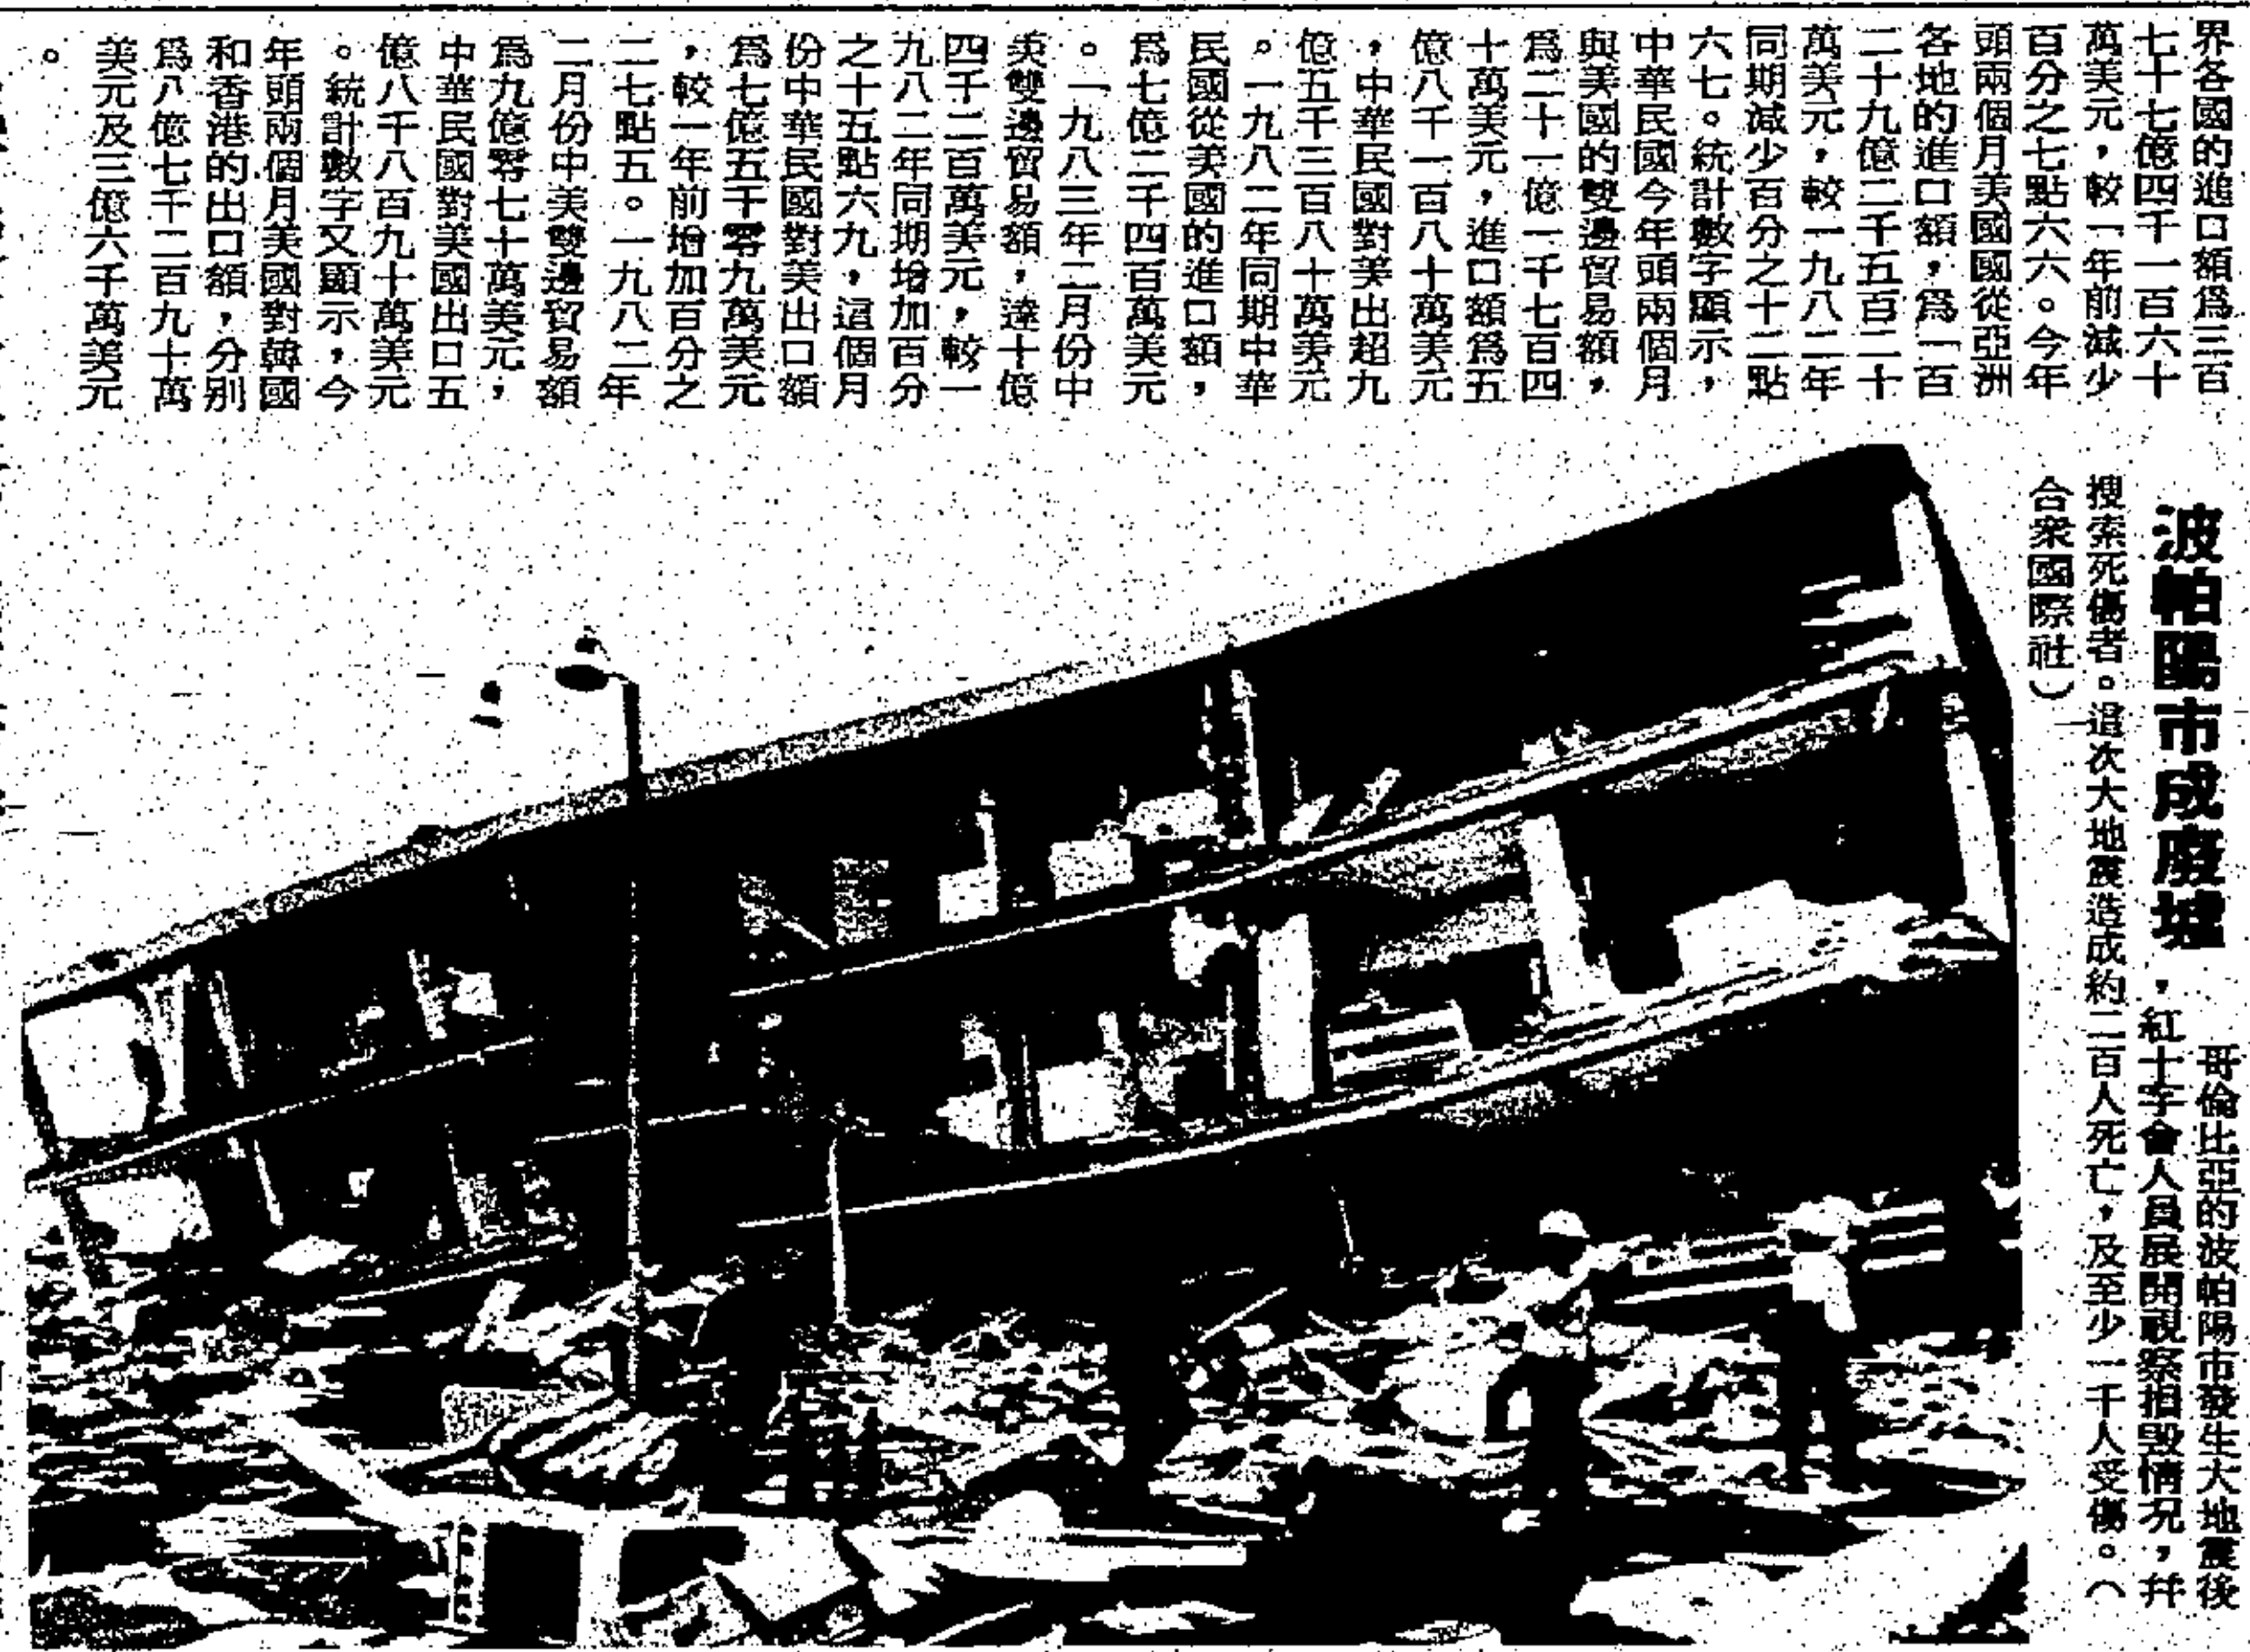 界各國的進口額爲三百
七十七億四千一百六十
萬美元，較一年前減少
百分之七點六六。今年
頭兩個月美國國從亞洲
各地的進口額，爲一百
二十九億二千五百二十
萬美元，較一九八二年
同期減少百分之十二點
六七。統計數字顯示，
中華民國今年頭兩個月
與美國的雙邊貿易額，
爲二十一億一千七百四
十萬美元，進口額爲五
億八千一百八十萬美元
，中華民國對美出超九
億五千三百八十萬美元
。一九八二年同期中華
民國從美國的進口額，
爲七億二千四百萬美元
。一九八三年二月份中
美雙邊貿易額，達十億
四千二百萬美元，較一
九八二年同期增加百分
之十五點六九，這個月
份中華民國對美出口額
爲七億五千零九萬美元
，較一年前增加百分之
二七點五。一九八二年
二月份中美雙邊貿易額
爲九億零七十萬美元，
中華民國對美國出口五
億八千八百九十萬美元
。統計數字又顯示，今
年頭兩個月美國對韓國
和香港的出口額，分別
爲八億七千二百九十萬
美元及三億六千萬美元
。
波帕陽市成廢墟
哥倫比亞的波帕陽市發生大地震後
，紅十字會人員展開視察損毀情況，幷
搜索死傷者。這次大地震造成約二百人死亡，及至少一千人受傷。（
合衆國際社）